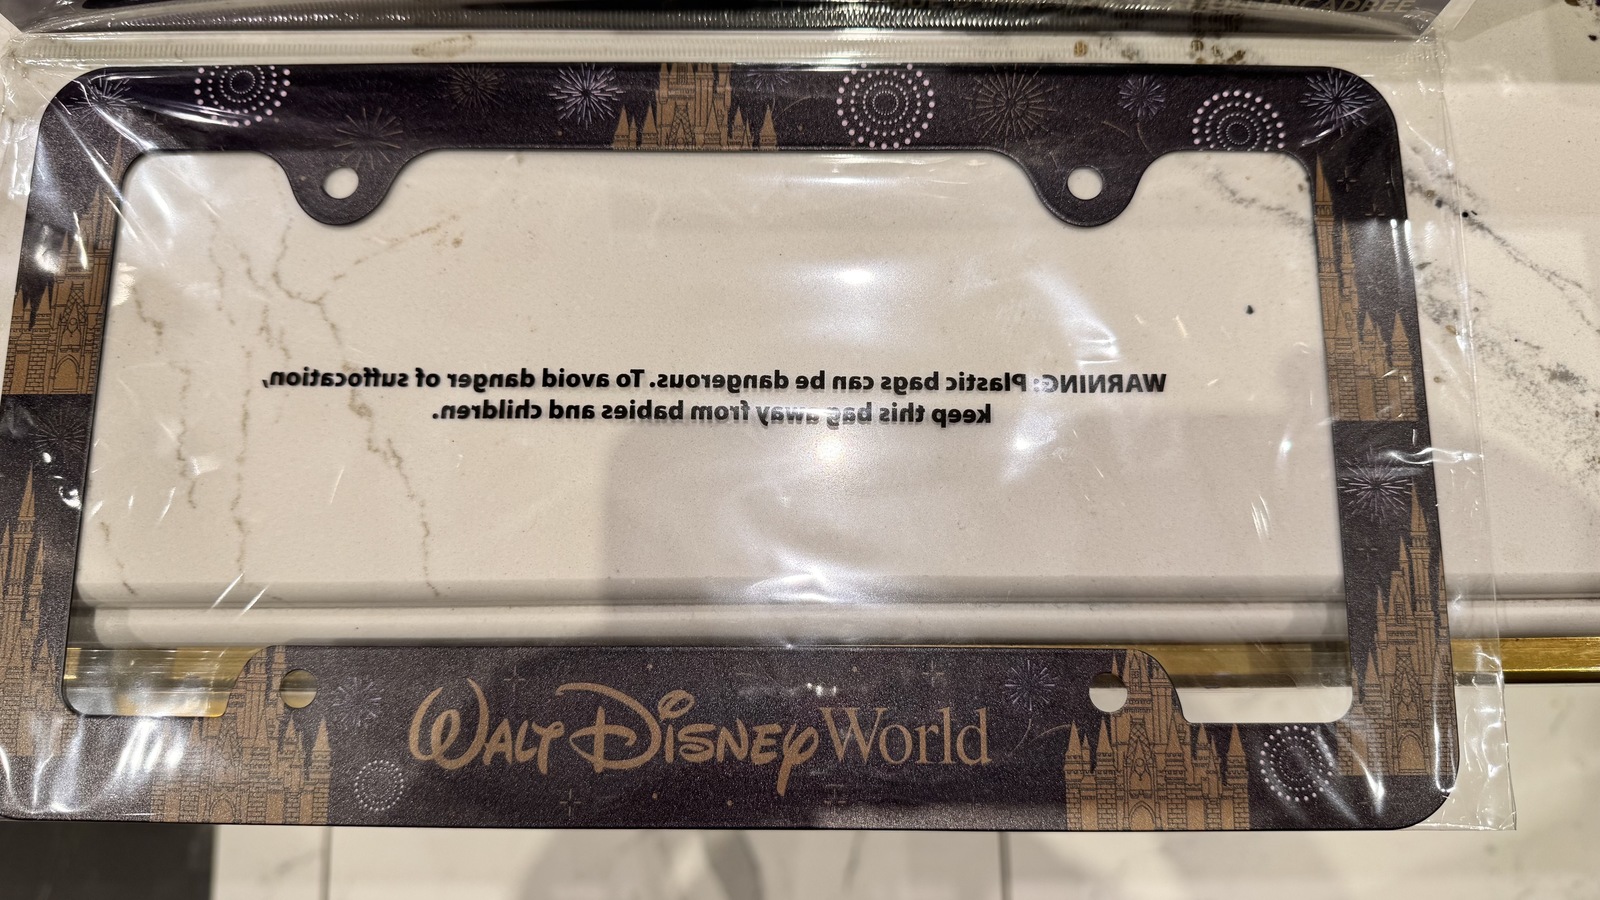 WARNING: Plastic bags can be dangerous. To avoid danger of suffocation,
keep this bag away from babies and children.
WALT DISNEY World